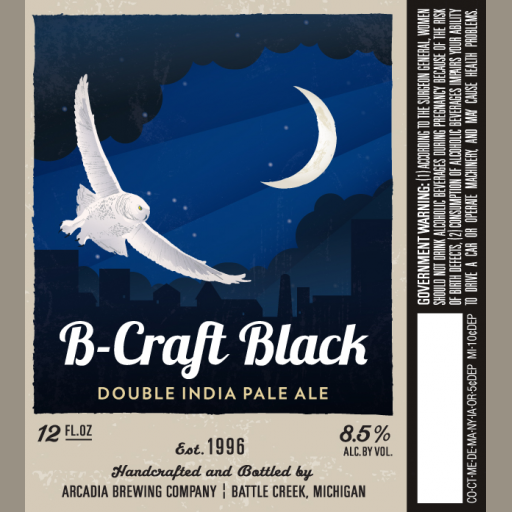 B-Craft Black
DOUBLE INDIA PALE ALE
12 FL.OZ
Est. 1996
8.5%
ALC. BY VOL.
Handcrafted and Bottled by
ARCADIA BREWING COMPANY ¦ BATTLE CREEK, MICHIGAN
GOVERNMENT WARNING: (1) ACCORDING TO THE SURGEON GENERAL, WOMEN
SHOULD NOT DRINK ALCOHOLIC BEVERAGES DURING PREGNANCY BECAUSE OF THE RISK
OF BIRTH DEFECTS. (2) CONSUMPTION OF ALCOHOLIC BEVERAGES IMPAIRS YOUR ABILITY
TO DRIVE A CAR OR OPERATE MACHINERY, AND MAY CAUSE HEALTH PROBLEMS.
CO-CT-ME-DE-MA-NY-IA-OR-5¢DEP MI-10¢DEP